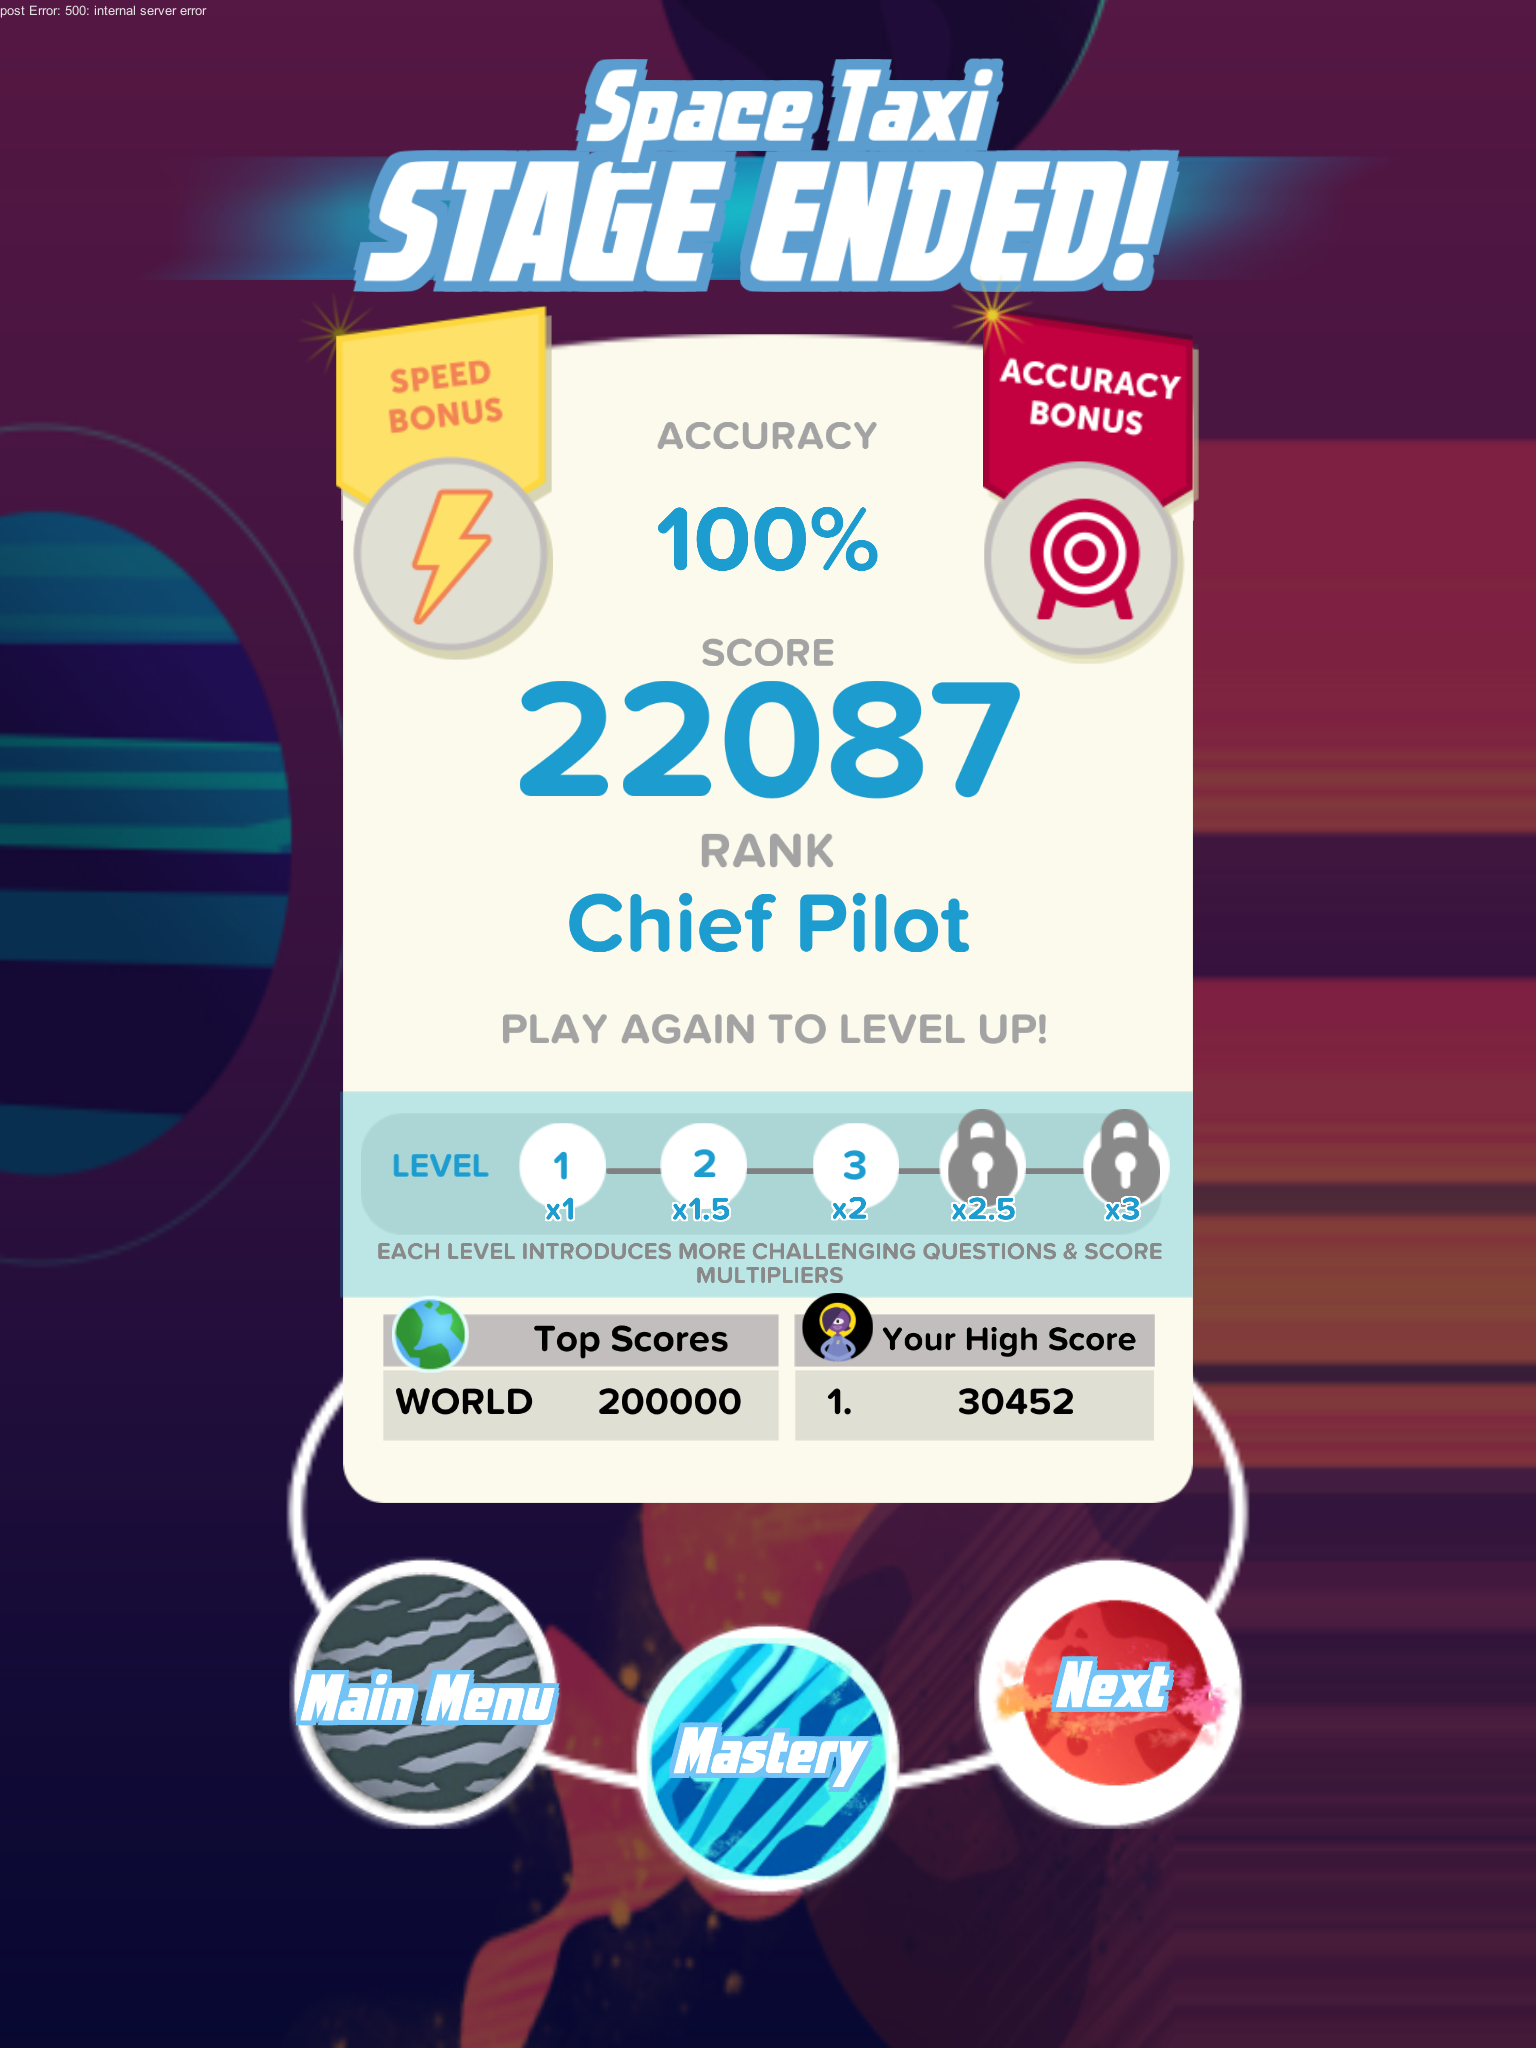 post Error: 500: internal server error
Space Taxi
STAGE ENDED!
SPEED
BONUS
ACCURACY
BONUS
ACCURACY
100%
SCORE
22087
RANK
Chief Pilot
PLAY AGAIN TO LEVEL UP!
LEVEL 1 2 3
x1 x1.5 x2 x2.5 x3
EACH LEVEL INTRODUCES MORE CHALLENGING QUESTIONS & SCORE
MULTIPLIERS
Top Scores Your High Score
WORLD 200000 1. 30452
Main Menu
Mastery
Next